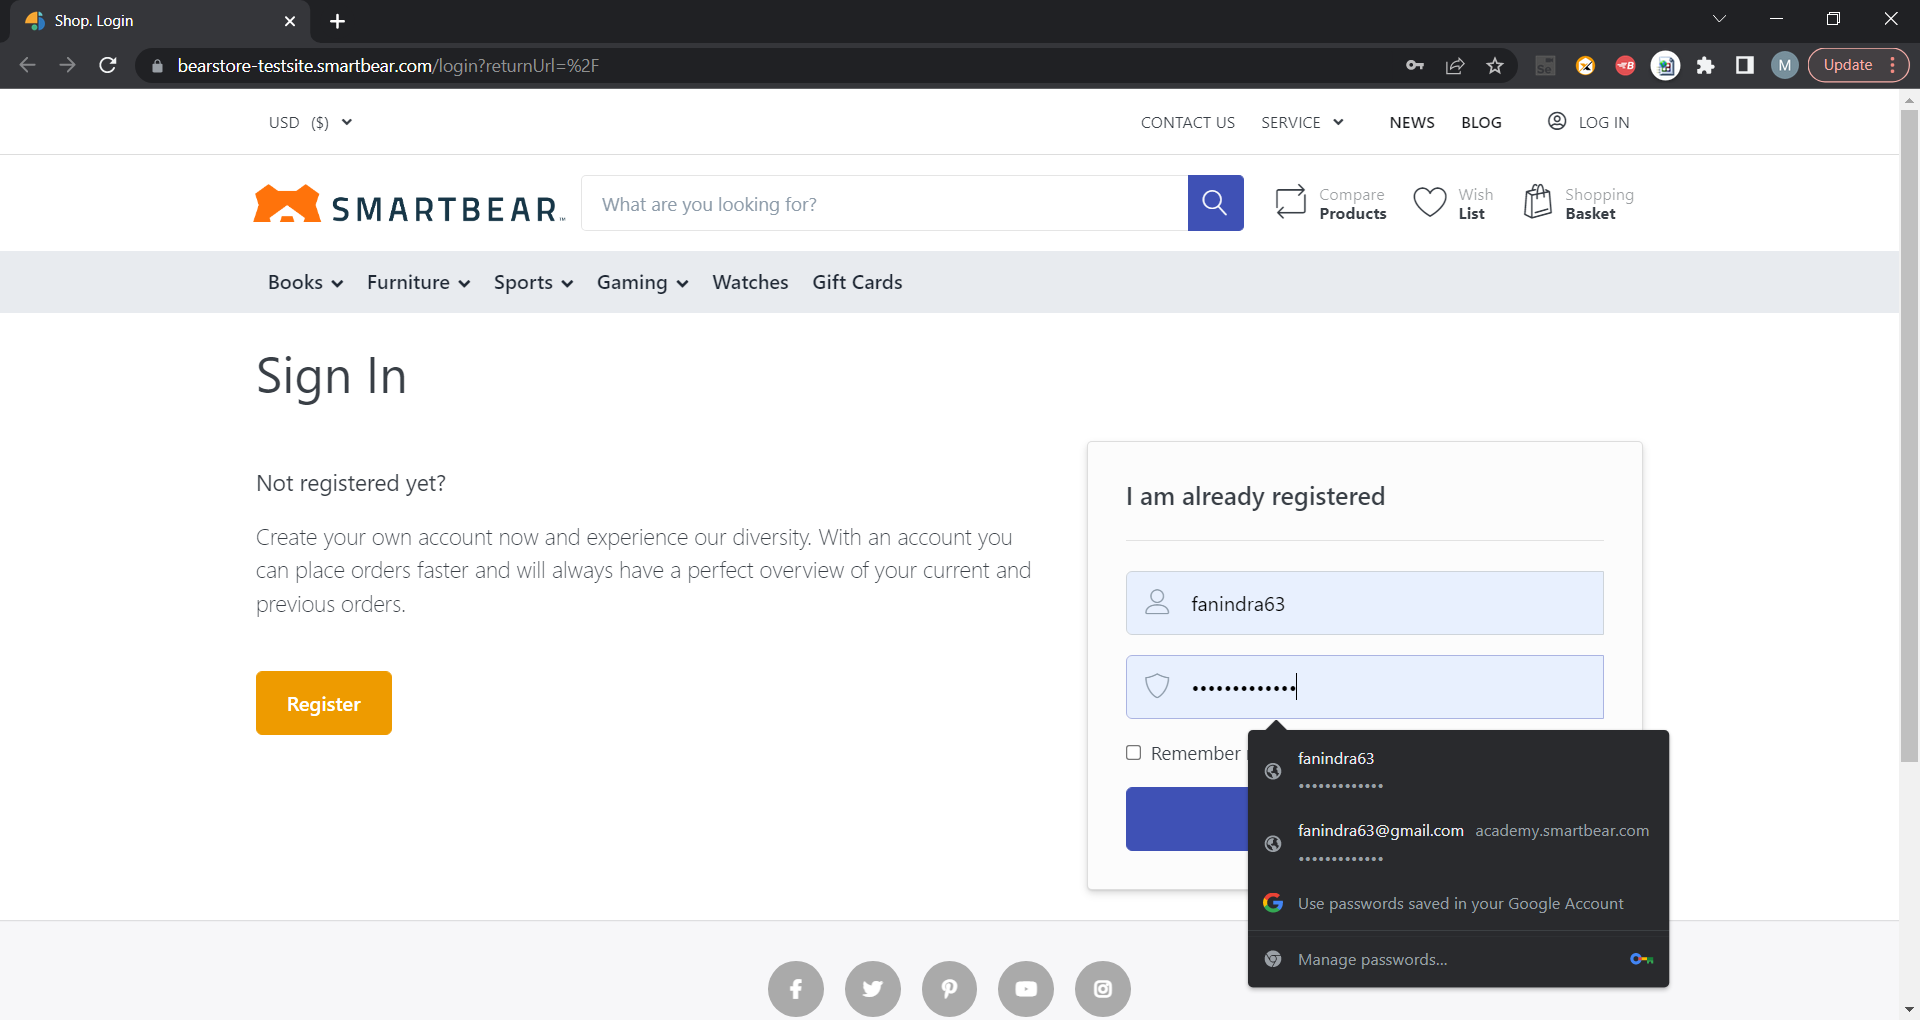 Shop. Login
bearstore-testsite.smartbear.com/login?returnUrl=%2F
Se
B
M
Update
USD ($)
CONTACT US
SERVICE
NEWS
BLOG
LOG IN
SMARTBEAR™
What are you looking for?
Compare
Products
Wish
List
Shopping
Basket
Books
Furniture
Sports
Gaming
Watches
Gift Cards
Sign In
Not registered yet?
Create your own account now and experience our diversity. With an account you
can place orders faster and will always have a perfect overview of your current and
previous orders.
Register
I am already registered
fanindra63
•••••••••••••
Remember
fanindra63
•••••••••••••
fanindra63@gmail.com academy.smartbear.com
•••••••••••••
Use passwords saved in your Google Account
Manage passwords...